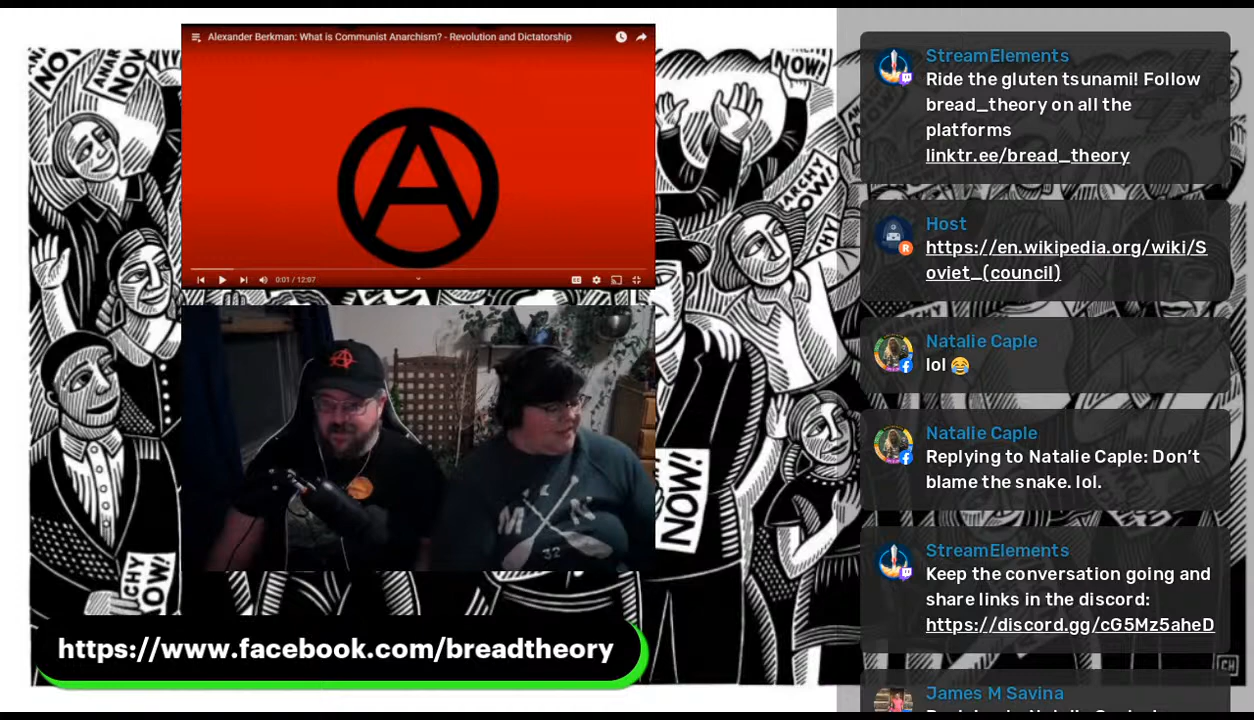 Alexander Berkman: What is Communist Anarchism? - Revolution and Dictatorship
0:01 / 12:07
NOW!
NOW!
M N
32
https://www.facebook.com/breadtheory
StreamElements
Ride the gluten tsunami! Follow
bread_theory on all the
platforms
linktr.ee/bread_theory
Host
https://en.wikipedia.org/wiki/S
oviet_(council)
Natalie Caple
lol 😂
Natalie Caple
Replying to Natalie Caple: Don’t
blame the snake. lol.
StreamElements
Keep the conversation going and
share links in the discord:
https://discord.gg/cG5Mz5aheD
James M Savina